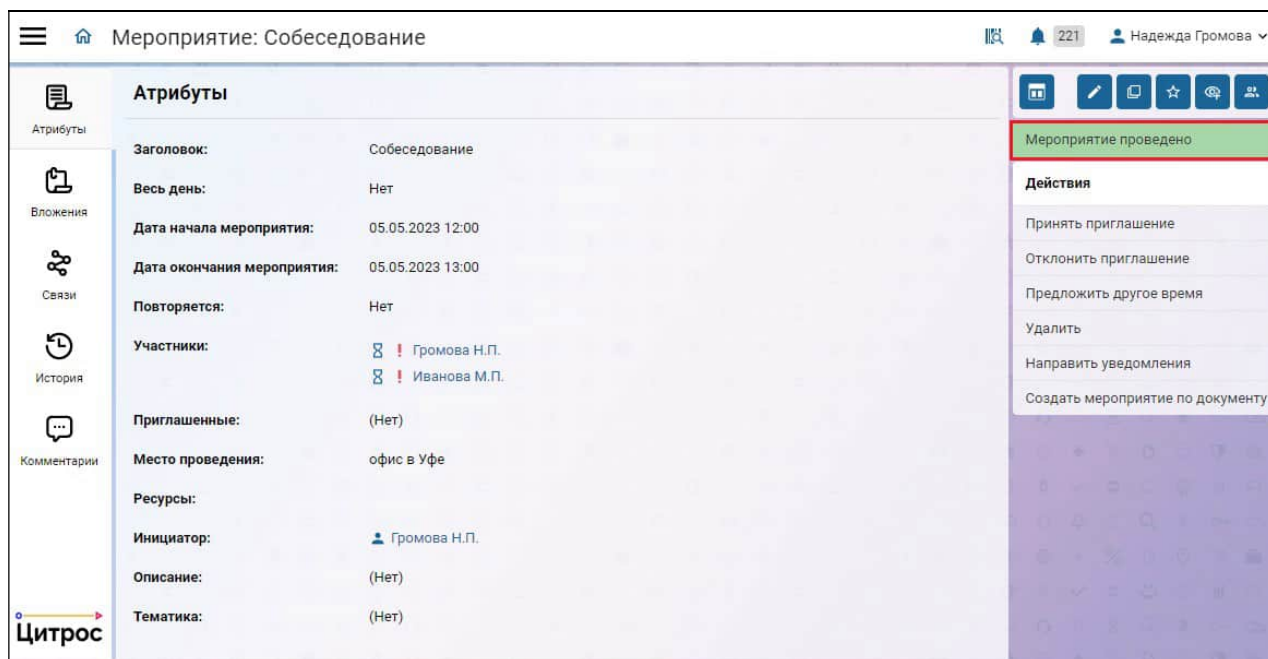 Мероприятие: Собеседование
221
Надежда Громова
Атрибуты
Вложения
Связи
История
Комментарии
Цитрос
Атрибуты
Заголовок: Собеседование
Весь день: Нет
Дата начала мероприятия: 05.05.2023 12:00
Дата окончания мероприятия: 05.05.2023 13:00
Повторяется: Нет
Участники: ! Громова Н.П.
! Иванова М.П.
Приглашенные: (Нет)
Место проведения: офис в Уфе
Ресурсы:
Инициатор: Громова Н.П.
Описание: (Нет)
Тематика: (Нет)
Мероприятие проведено
Действия
Принять приглашение
Отклонить приглашение
Предложить другое время
Удалить
Направить уведомления
Создать мероприятие по документу